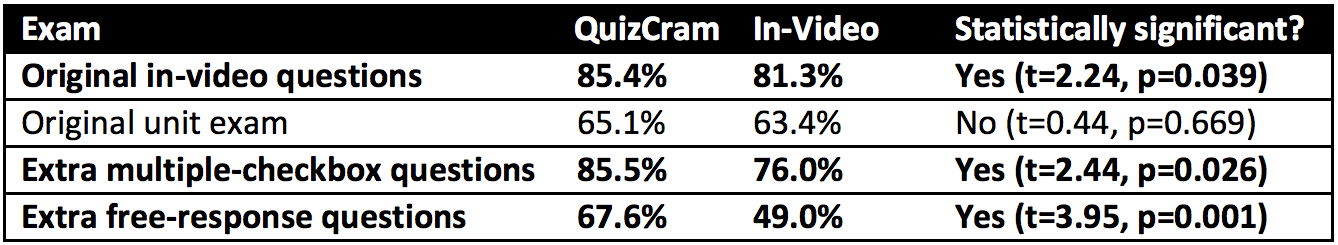 Exam QuizCram In-Video Statistically significant?
Original in-video questions 85.4% 81.3% Yes (t=2.24, p=0.039)
Original unit exam 65.1% 63.4% No (t=0.44, p=0.669)
Extra multiple-checkbox questions 85.5% 76.0% Yes (t=2.44, p=0.026)
Extra free-response questions 67.6% 49.0% Yes (t=3.95, p=0.001)